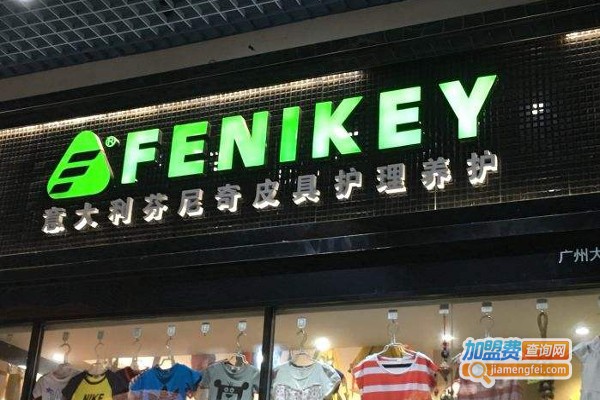 ® FENIKEY
意大利芬尼奇皮具护理养护
广州大
NIKE
加盟费查询网
jiamengfei.com